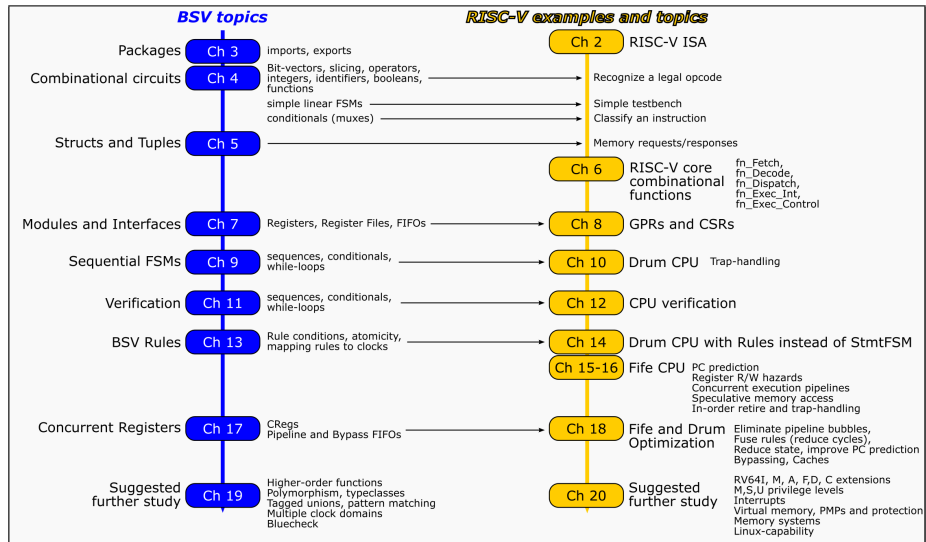 BSV topics
RISC-V examples and topics
Packages
Ch 3
imports, exports
Ch 2
RISC-V ISA
Combinational circuits
Ch 4
Bit-vectors, slicing, operators,
integers, identifiers, booleans,
functions
Recognize a legal opcode
simple linear FSMs
Simple testbench
conditionals (muxes)
Classify an instruction
Structs and Tuples
Ch 5
Memory requests/responses
Ch 6
RISC-V core
combinational
functions
fn_Fetch,
fn_Decode,
fn_Dispatch,
fn_Exec_Int,
fn_Exec_Control
Modules and Interfaces
Ch 7
Registers, Register Files, FIFOs
Ch 8
GPRs and CSRs
Sequential FSMs
Ch 9
sequences, conditionals,
while-loops
Ch 10
Drum CPU
Trap-handling
Verification
Ch 11
sequences, conditionals,
while-loops
Ch 12
CPU verification
BSV Rules
Ch 13
Rule conditions, atomicity,
mapping rules to clocks
Ch 14
Drum CPU with Rules instead of StmtFSM
Ch 15-16
Fife CPU
PC prediction
Register R/W hazards
Concurrent execution pipelines
Speculative memory access
In-order retire and trap-handling
Concurrent Registers
Ch 17
CRegs
Pipeline and Bypass FIFOs
Ch 18
Fife and Drum
Optimization
Eliminate pipeline bubbles,
Fuse rules (reduce cycles),
Reduce state, improve PC prediction
Bypassing, Caches
Suggested
further study
Ch 19
Higher-order functions
Polymorphism, typeclasses
Tagged unions, pattern matching
Multiple clock domains
Bluecheck
Ch 20
Suggested
further study
RV64I, M, A, F,D, C extensions
M,S,U privilege levels
Interrupts
Virtual memory, PMPs and protection
Memory systems
Linux-capability